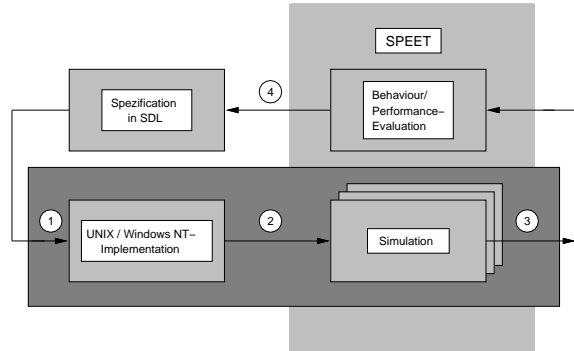 SPEET
Spezification
in SDL
4
Behaviour/
Performance–
Evaluation
1
UNIX / Windows NT–
Implementation
2
Simulation
3